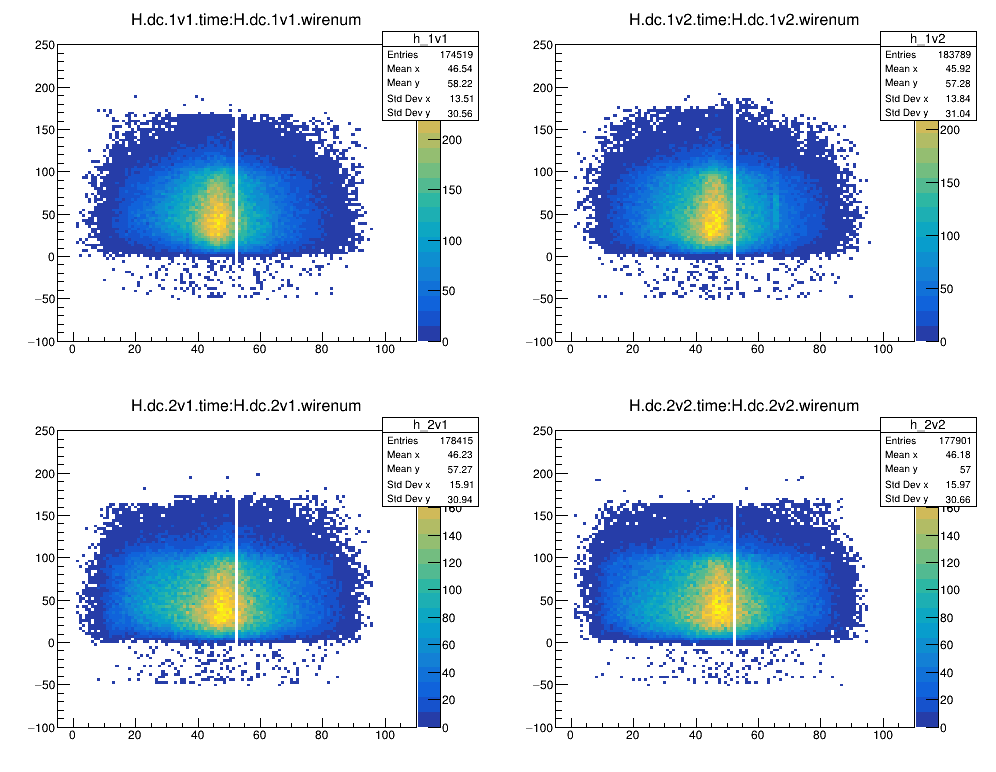 H.dc.1v1.time:H.dc.1v1.wirenum
h_1v1
Entries 174519
Mean x 46.54
Mean y 58.22
Std Dev x 13.51
Std Dev y 30.56
250
200
150
100
50
0
−50
−100
0 20 40 60 80 100
200
150
100
50
0
H.dc.1v2.time:H.dc.1v2.wirenum
h_1v2
Entries 183789
Mean x 45.92
Mean y 57.28
Std Dev x 13.84
Std Dev y 31.04
250
200
150
100
50
0
−50
−100
0 20 40 60 80 100
200
150
100
50
0
H.dc.2v1.time:H.dc.2v1.wirenum
h_2v1
Entries 178415
Mean x 46.23
Mean y 57.27
Std Dev x 15.91
Std Dev y 30.94
250
200
150
100
50
0
−50
−100
0 20 40 60 80 100
160
140
120
100
80
60
40
20
0
H.dc.2v2.time:H.dc.2v2.wirenum
h_2v2
Entries 177901
Mean x 46.18
Mean y 57
Std Dev x 15.97
Std Dev y 30.66
250
200
150
100
50
0
−50
−100
0 20 40 60 80 100
160
140
120
100
80
60
40
20
0